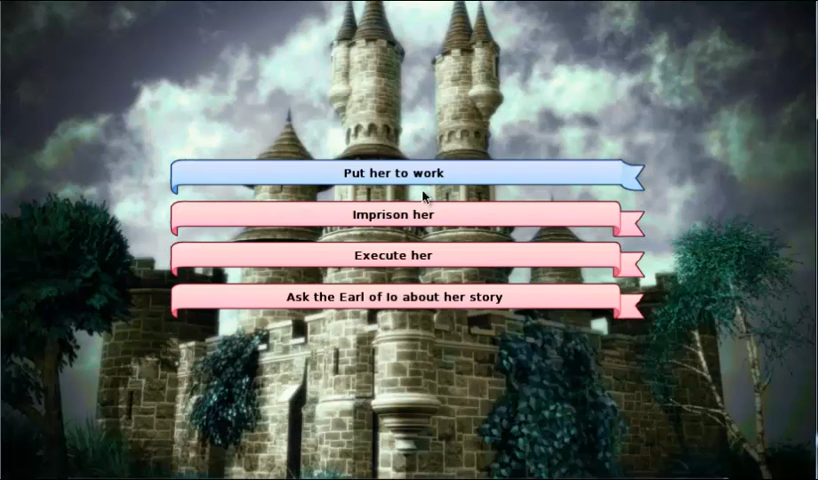 Put her to work
Imprison her
Execute her
Ask the Earl of Io about her story